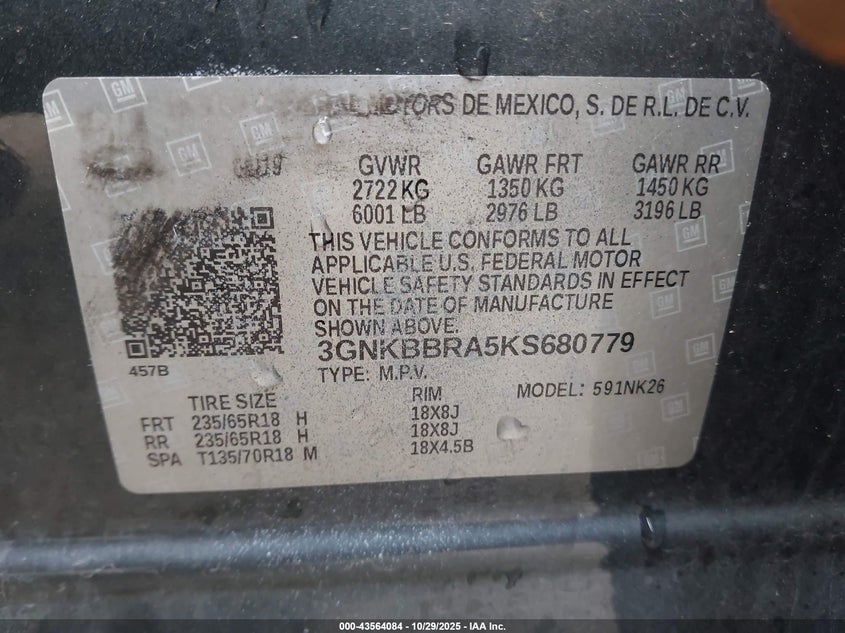 MOTORS DE MEXICO, S. DE R.L. DE C.V.
GVWR GAWR FRT GAWR RR
2722 KG 1350 KG 1450 KG
6001 LB 2976 LB 3196 LB
THIS VEHICLE CONFORMS TO ALL
APPLICABLE U.S. FEDERAL MOTOR
VEHICLE SAFETY STANDARDS IN EFFECT
ON THE DATE OF MANUFACTURE
SHOWN ABOVE.
3GNKBBRA5KS680779
457B
TYPE: M.P.V. MODEL: 591NK26
TIRE SIZE RIM
FRT 235/65R18 H 18X8J
RR 235/65R18 H 18X8J
SPA T135/70R18 M 18X4.5B
GM
000-43564084 | 10/29/2025 - IAA Inc.